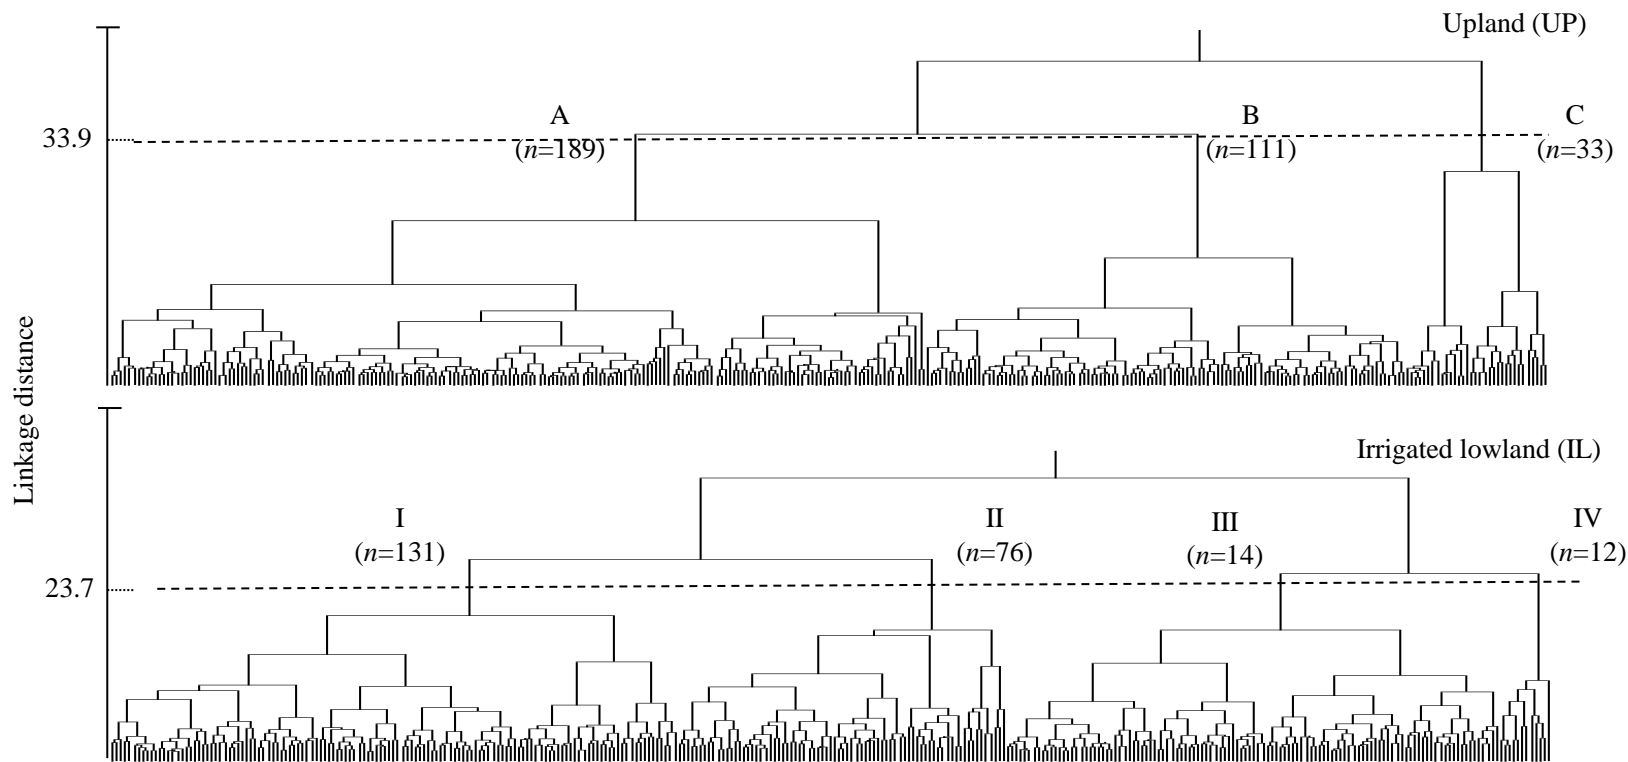 Upland (UP)
A
(n=189)
B
(n=111)
C
(n=33)
33.9
Linkage distance
Irrigated lowland (IL)
I
(n=131)
II
(n=76)
III
(n=14)
IV
(n=12)
23.7